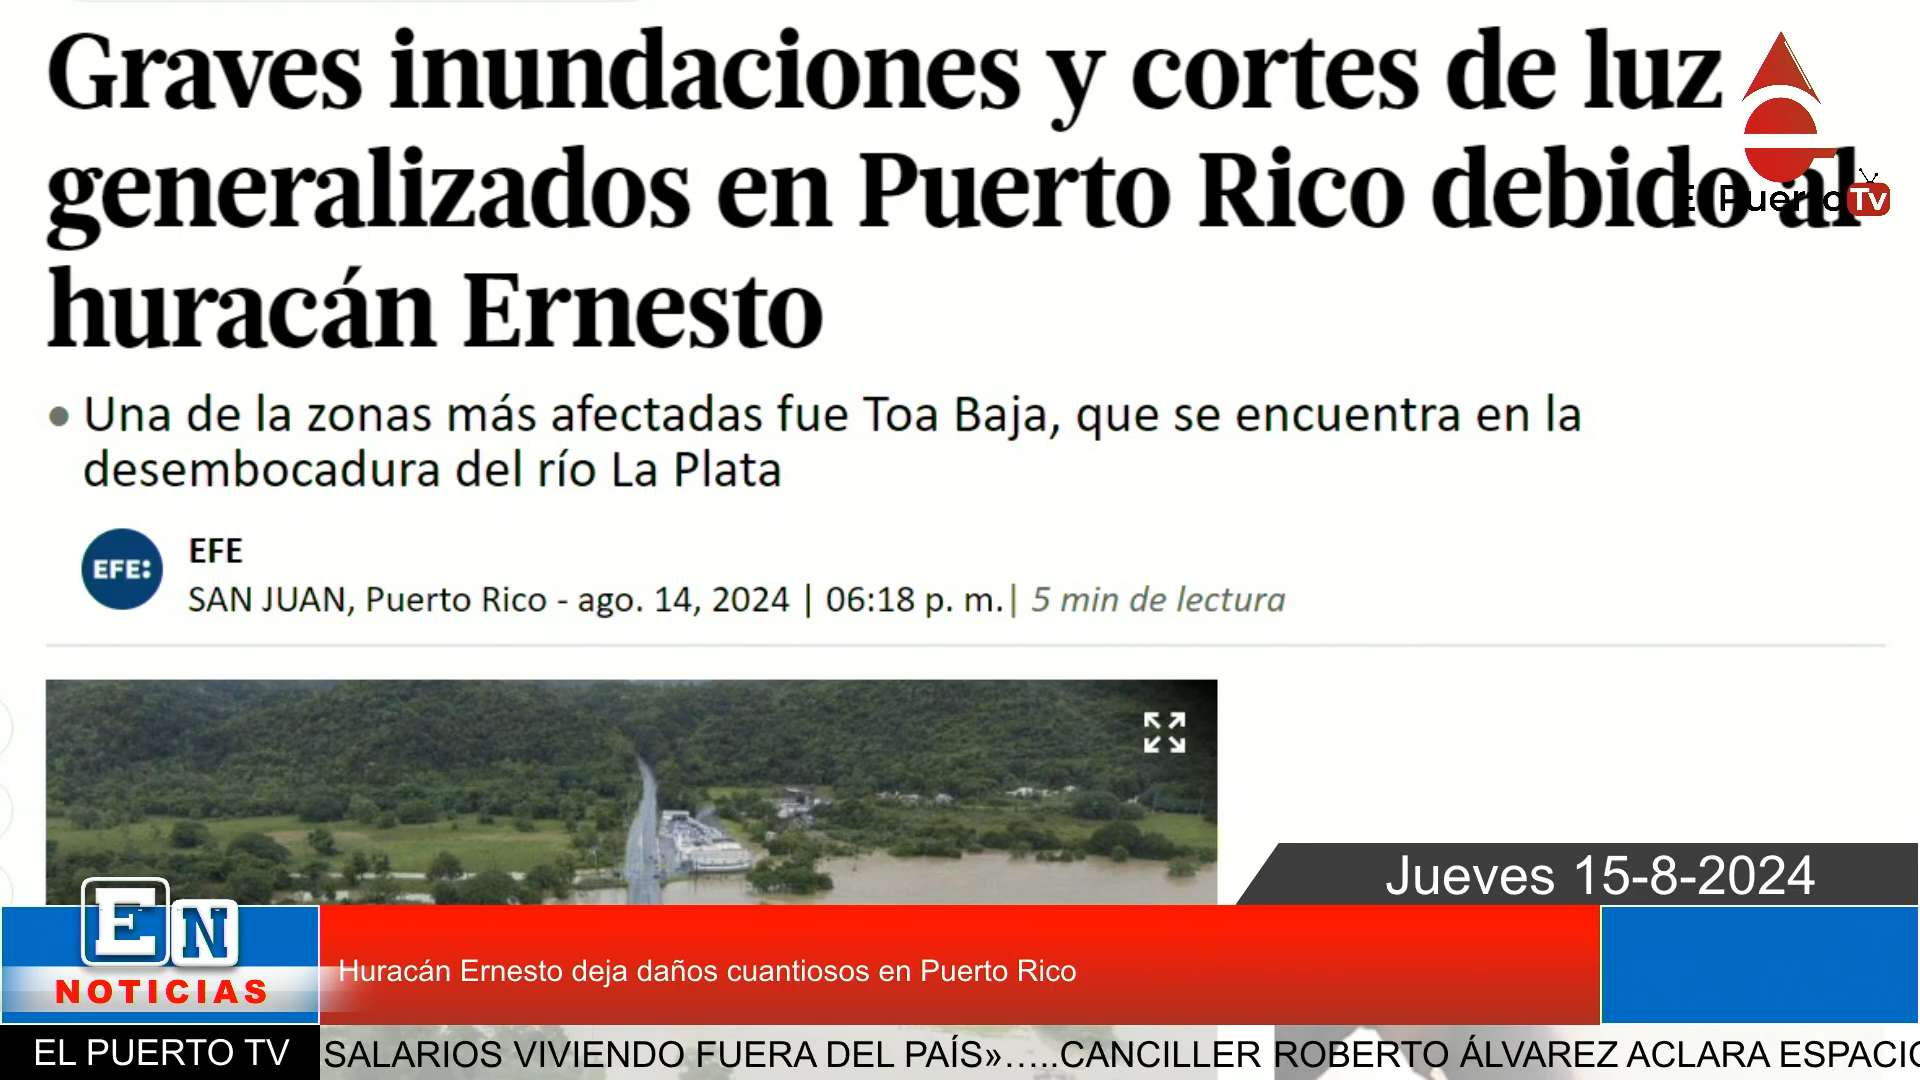 Graves inundaciones y cortes de luz
generalizados en Puerto Rico debido al
huracán Ernesto
El Puerto Tv
• Una de la zonas más afectadas fue Toa Baja, que se encuentra en la
desembocadura del río La Plata
EFE:
EFE
SAN JUAN, Puerto Rico - ago. 14, 2024 | 06:18 p. m.| 5 min de lectura
Jueves 15-8-2024
EN
NOTICIAS
Huracán Ernesto deja daños cuantiosos en Puerto Rico
EL PUERTO TV
SALARIOS VIVIENDO FUERA DEL PAÍS»…..CANCILLER ROBERTO ÁLVAREZ ACLARA ESPACIO